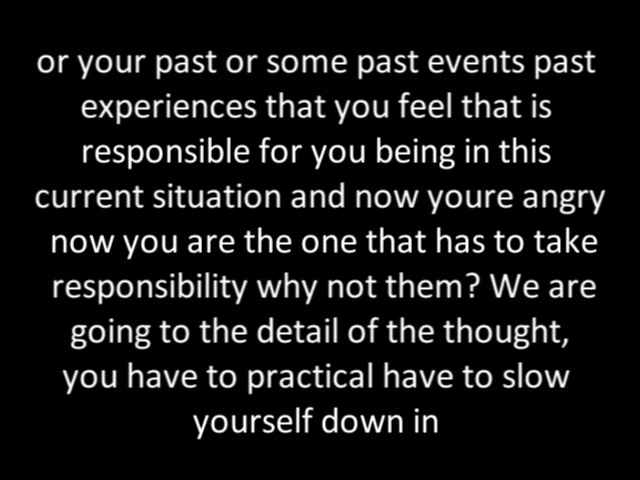 or your past or some past events past
experiences that you feel that is
responsible for you being in this
current situation and now youre angry
now you are the one that has to take
responsibility why not them? We are
going to the detail of the thought,
you have to practical have to slow
yourself down in